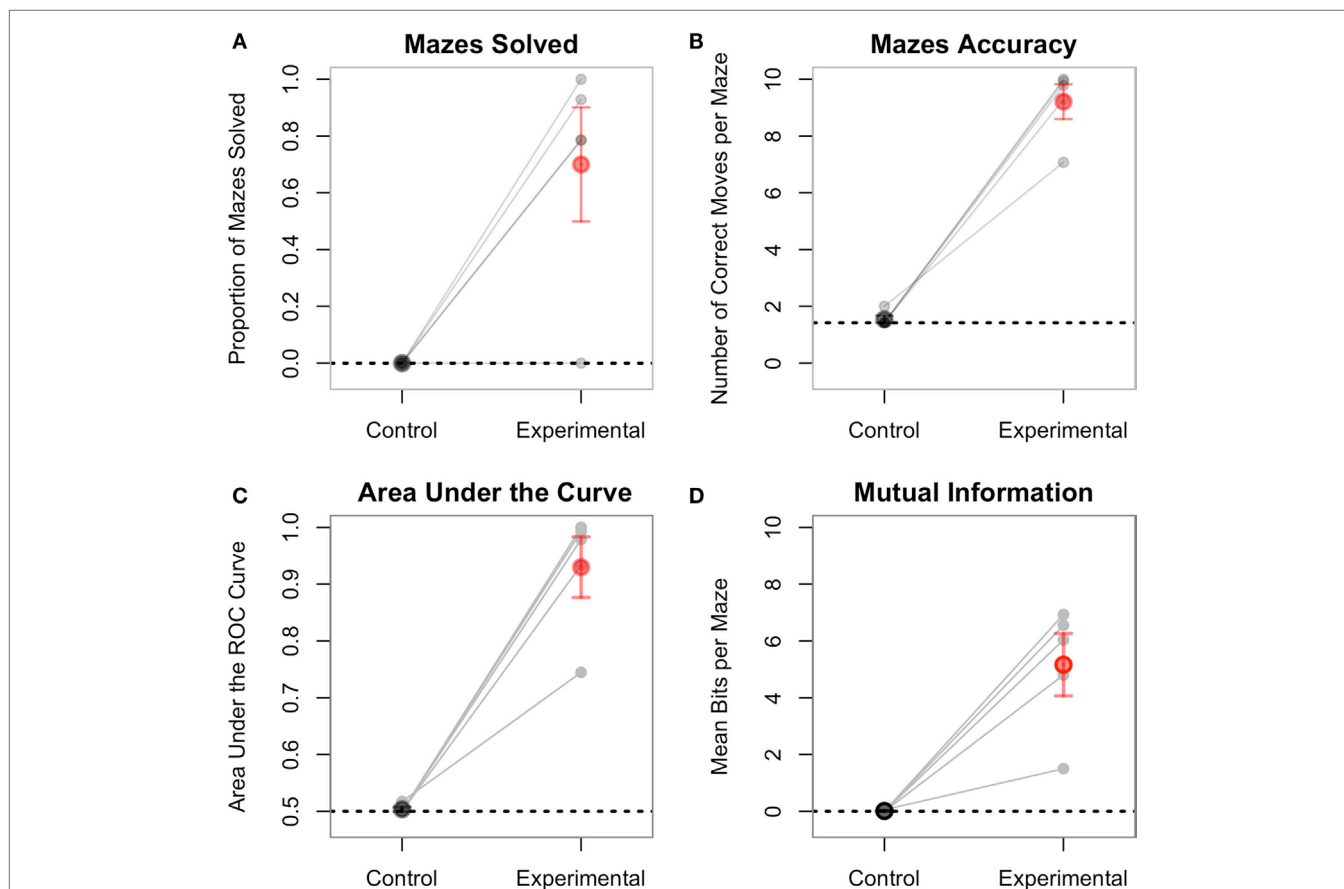 A
Mazes Solved
Proportion of Mazes Solved
1.0
0.8
0.6
0.4
0.2
0.0
Control
Experimental
B
Mazes Accuracy
Number of Correct Moves per Maze
10
8
6
4
2
0
Control
Experimental
C
Area Under the Curve
Area Under the ROC Curve
1.0
0.9
0.8
0.7
0.6
0.5
Control
Experimental
D
Mutual Information
Mean Bits per Maze
10
8
6
4
2
0
Control
Experimental